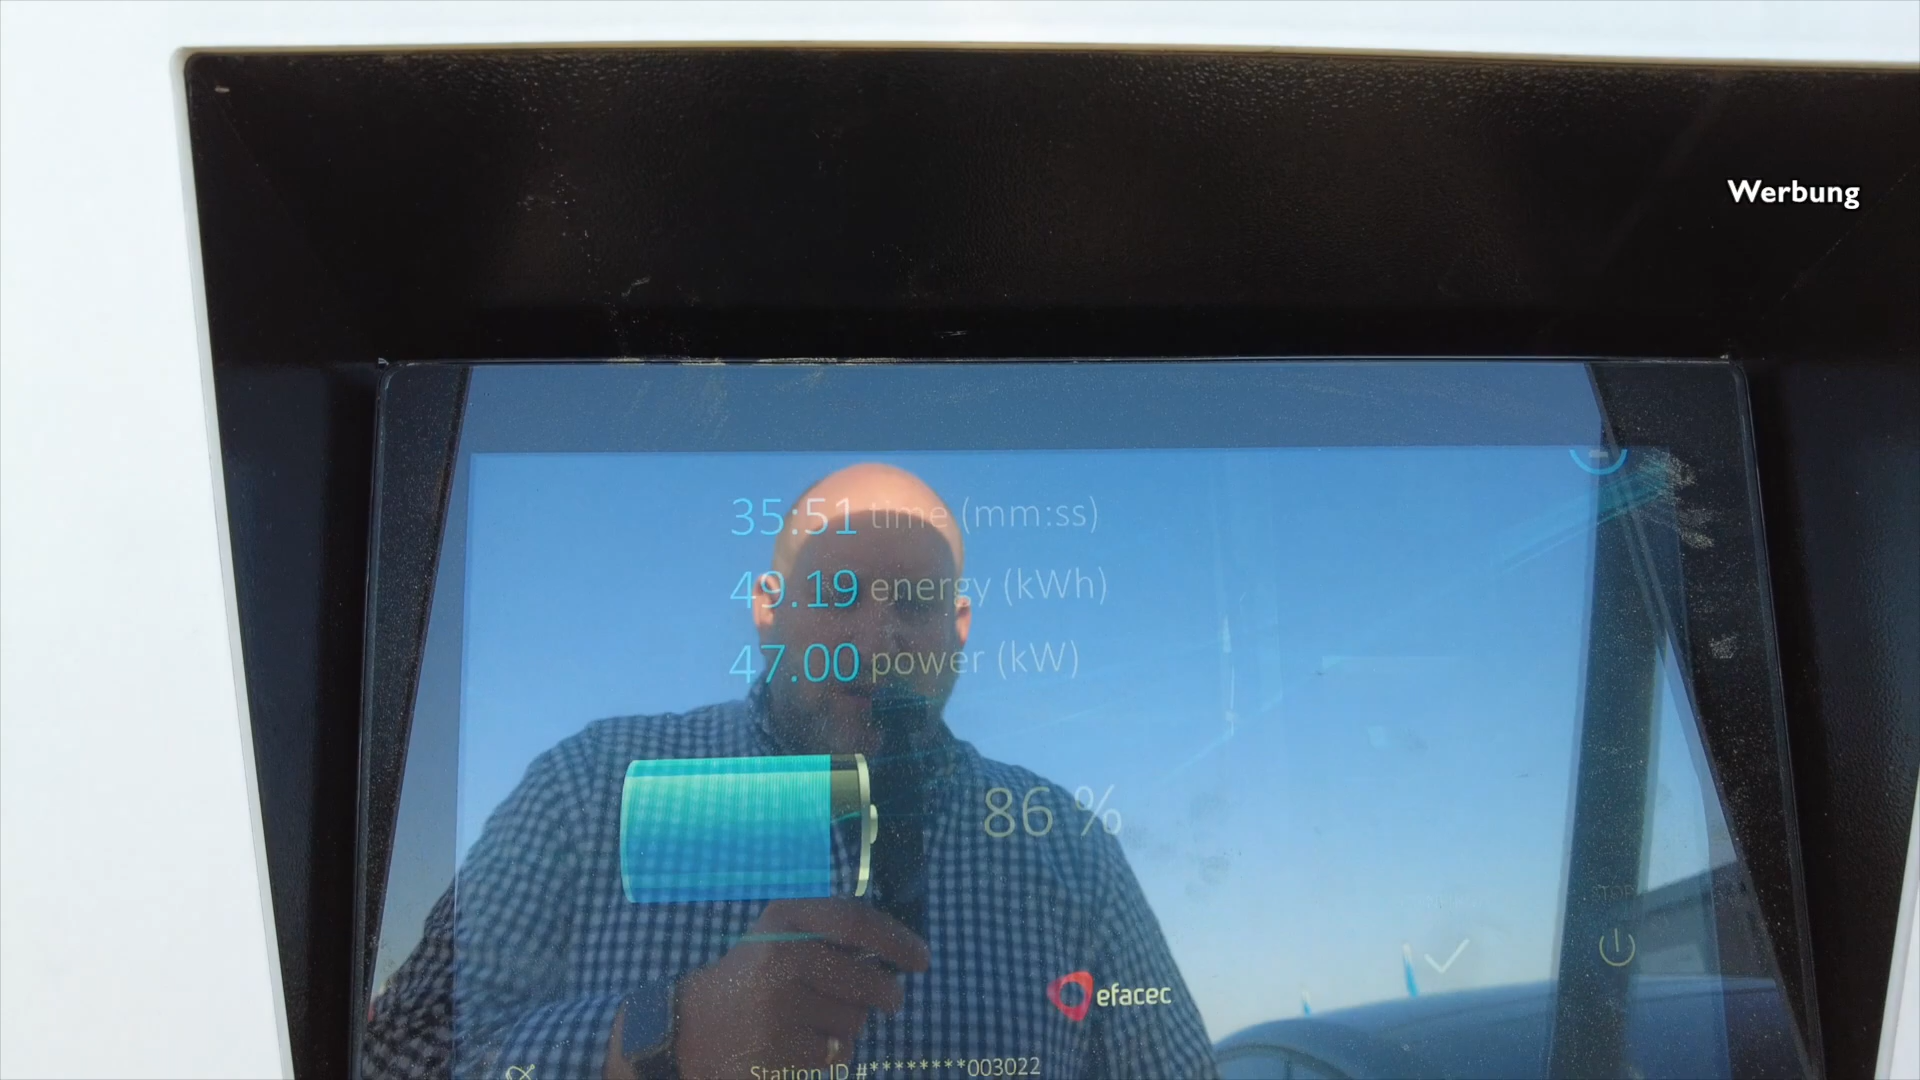 Werbung
35:51 time (mm:ss)
49.19 energy (kWh)
47.00 power (kW)
86 %
STOP
efacec
Station ID #********003022